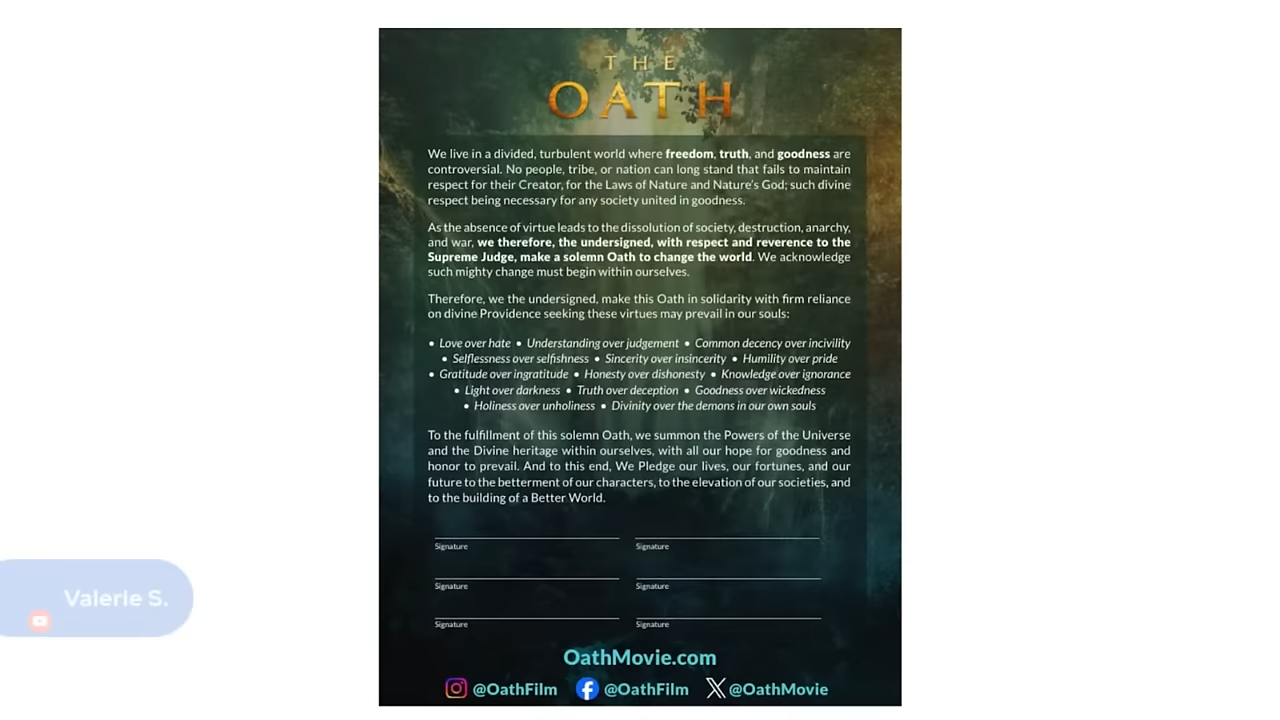 THE
OATH
We live in a divided, turbulent world where freedom, truth, and goodness are
controversial. No people, tribe, or nation can long stand that fails to maintain
respect for their Creator, for the Laws of Nature and Nature's God; such divine
respect being necessary for any society united in goodness.
As the absence of virtue leads to the dissolution of society, destruction, anarchy,
and war, we therefore, the undersigned, with respect and reverence to the
Supreme Judge, make a solemn Oath to change the world. We acknowledge
such mighty change must begin within ourselves.
Therefore, we the undersigned, make this Oath in solidarity with firm reliance
on divine Providence seeking these virtues may prevail in our souls:
• Love over hate • Understanding over judgement • Common decency over incivility
• Selflessness over selfishness • Sincerity over insincerity • Humility over pride
• Gratitude over ingratitude • Honesty over dishonesty • Knowledge over ignorance
• Light over darkness • Truth over deception • Goodness over wickedness
• Holiness over unholiness • Divinity over the demons in our own souls
To the fulfillment of this solemn Oath, we summon the Powers of the Universe
and the Divine heritage within ourselves, with all our hope for goodness and
honor to prevail. And to this end, We Pledge our lives, our fortunes, and our
future to the betterment of our characters, to the elevation of our societies, and
to the building of a Better World.
Signature Signature
Signature Signature
Signature Signature
Valerie S.
OathMovie.com
@OathFilm @OathFilm @OathMovie